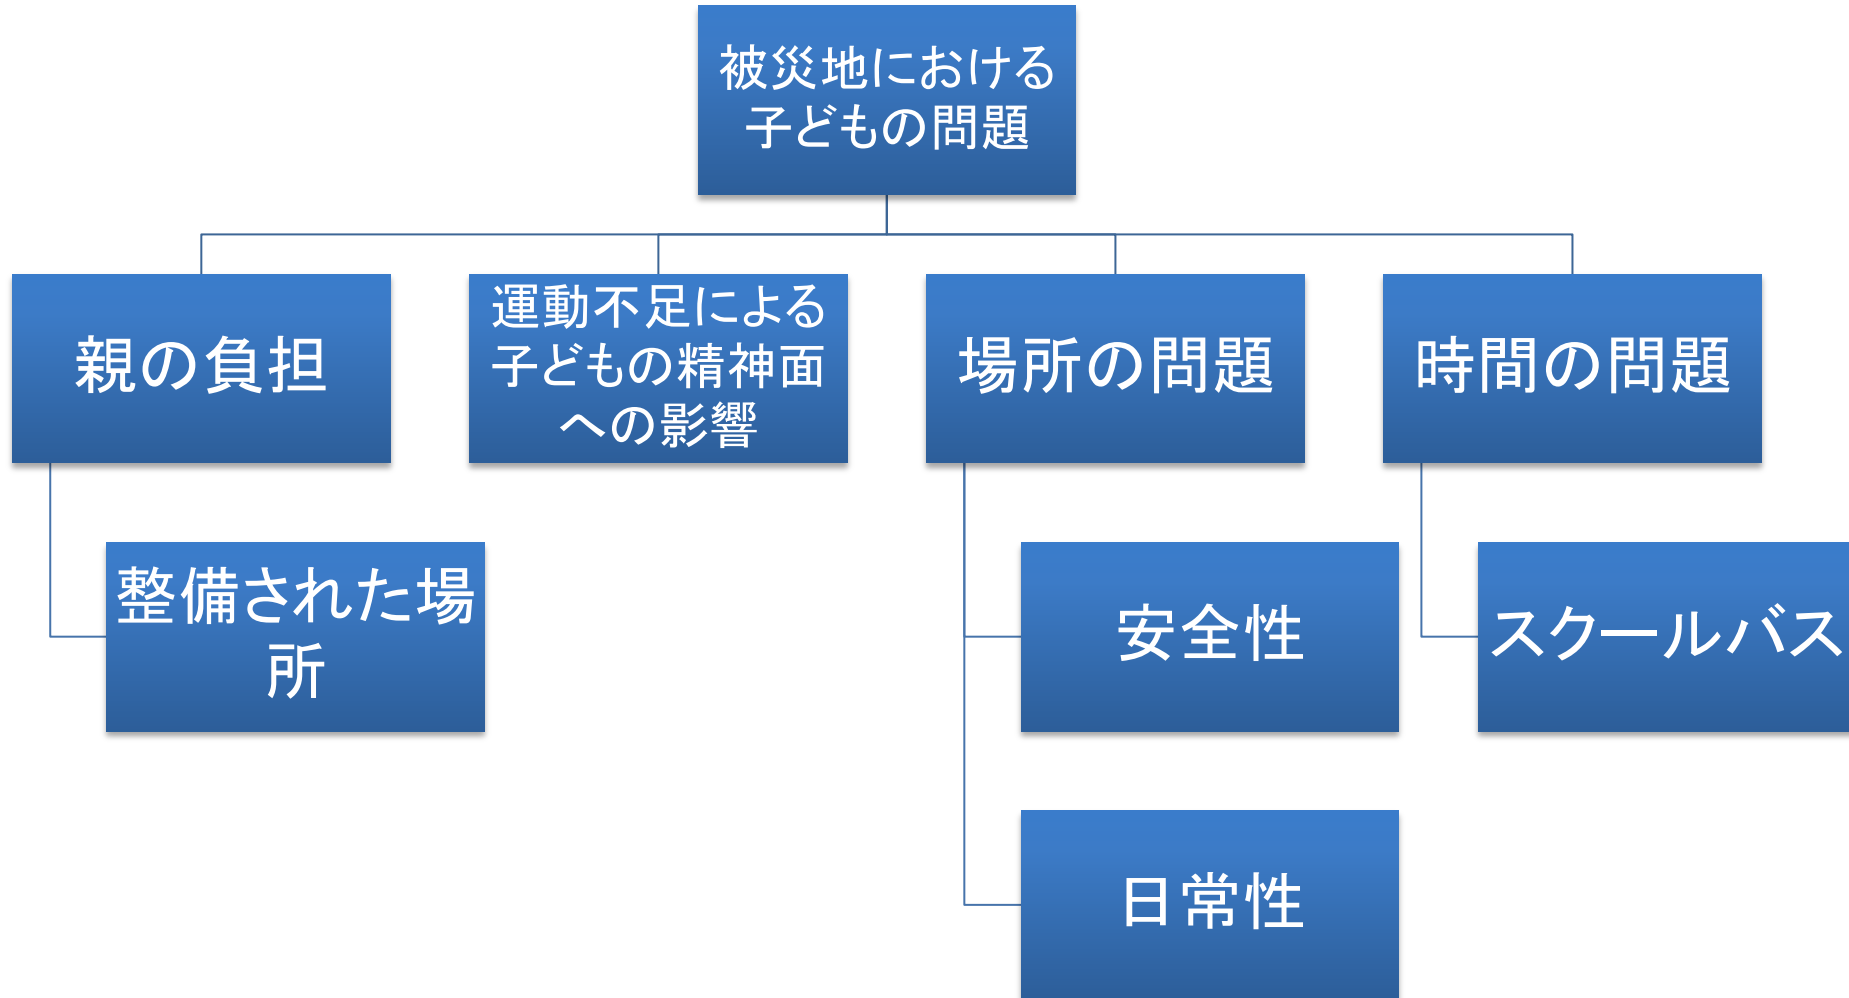 被災地における
子どもの問題
親の負担
運動不足による
子どもの精神面
への影響
場所の問題
時間の問題
整備された場
所
安全性
スクールバス
日常性